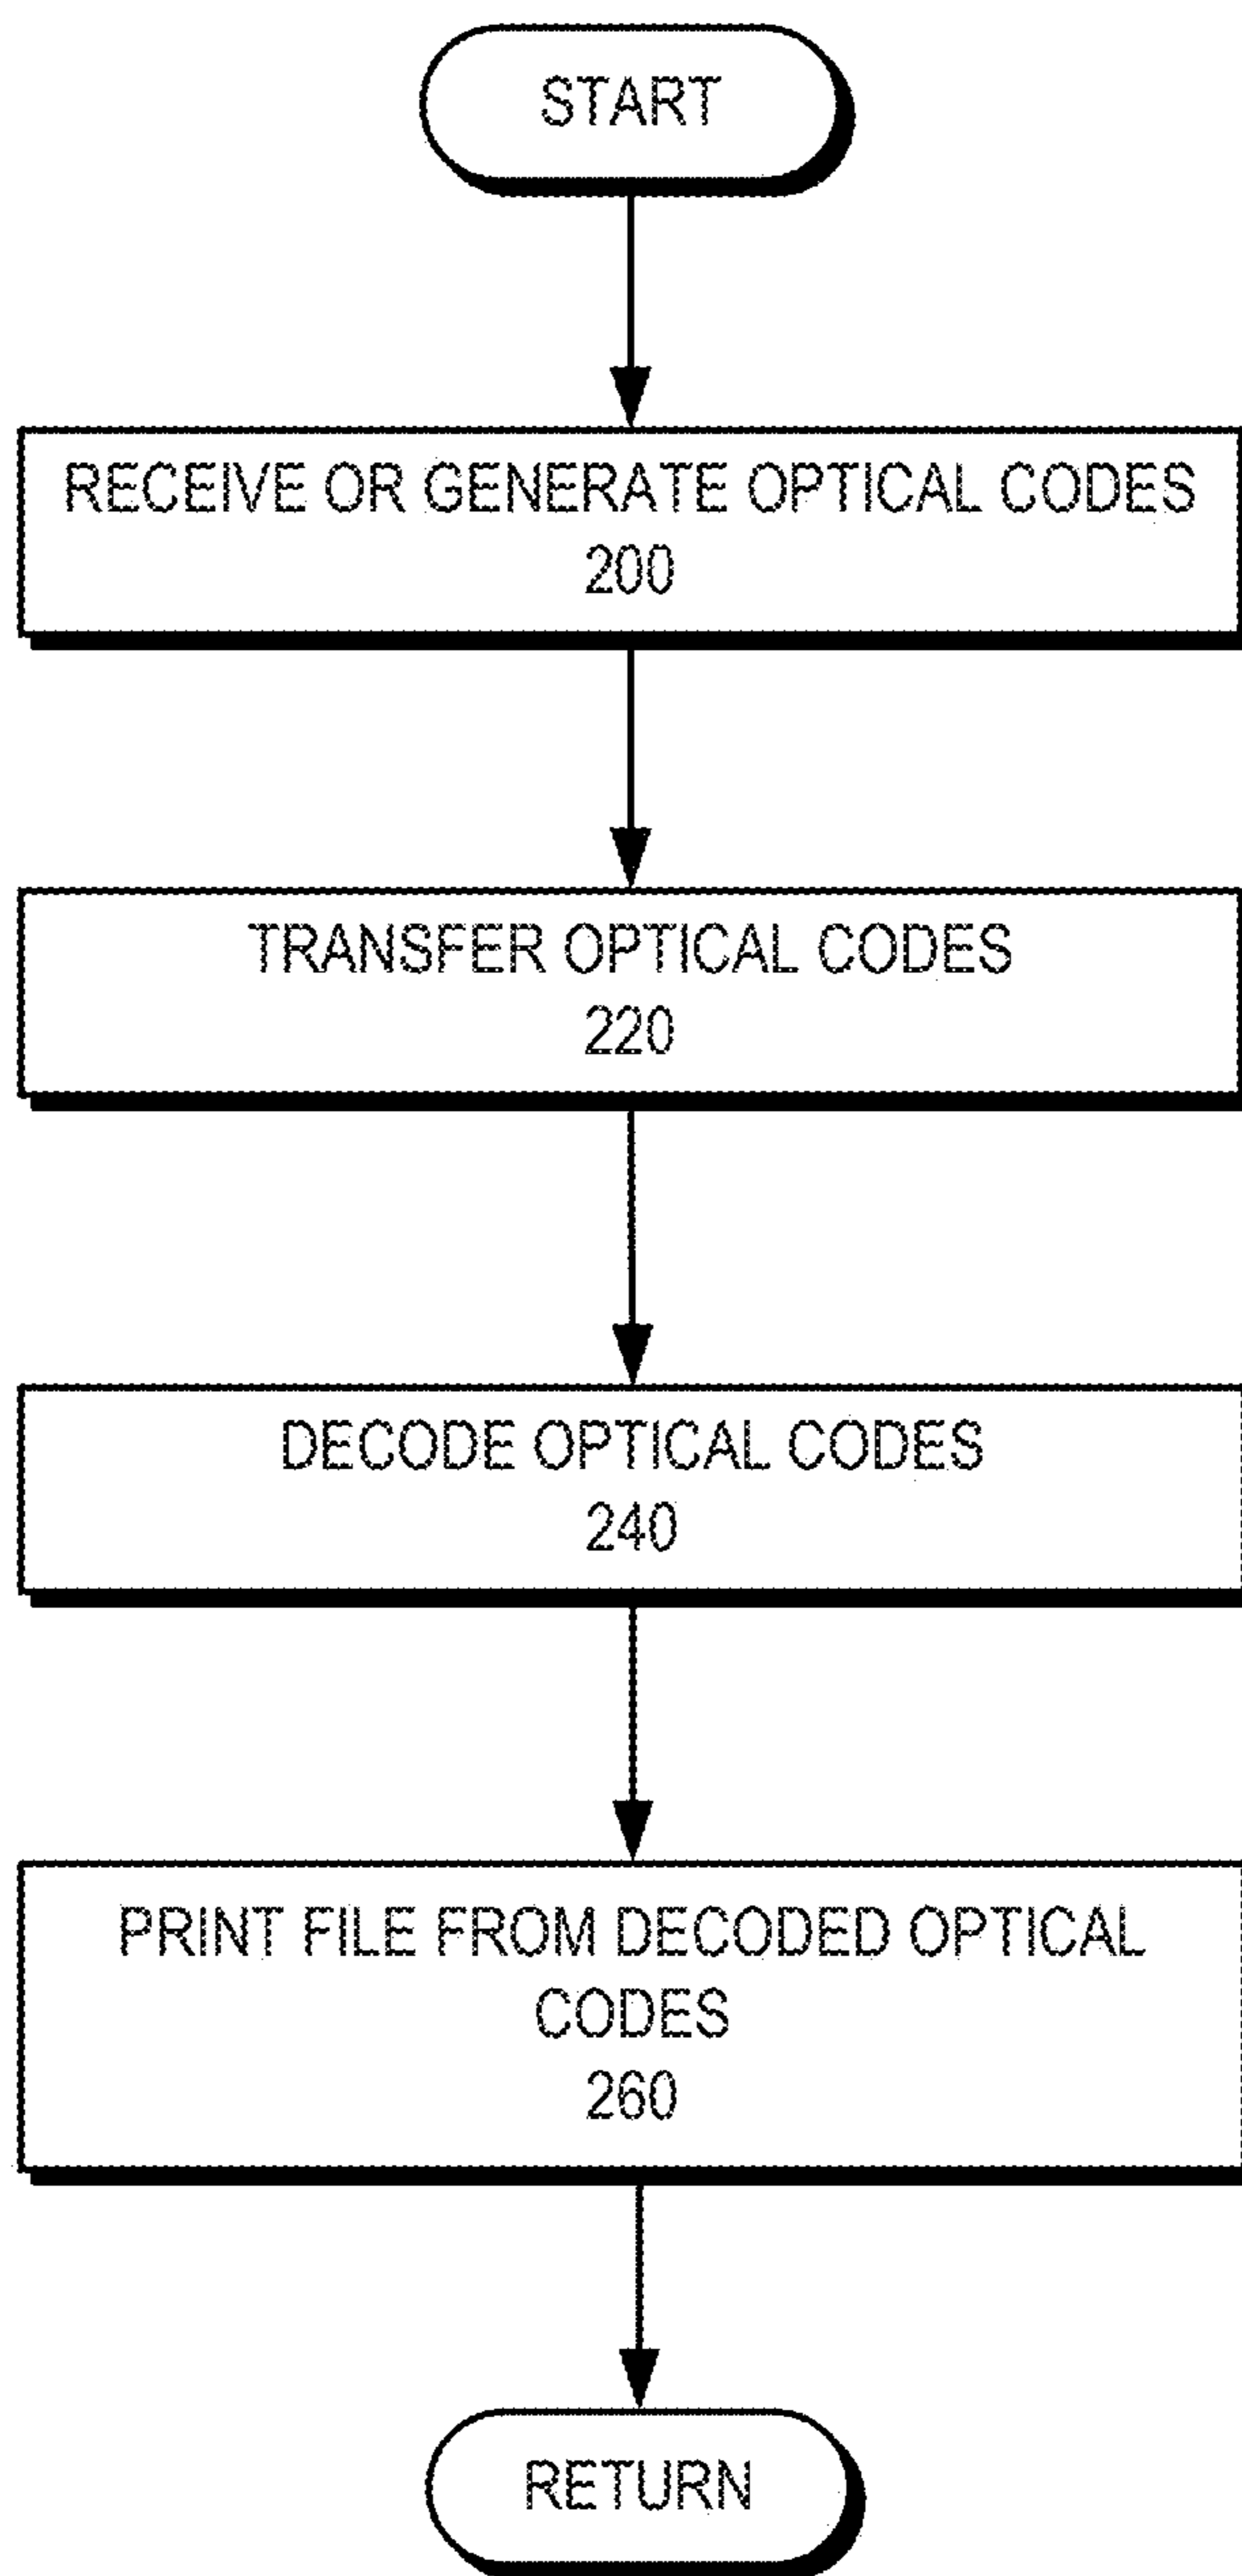 START
RECEIVE OR GENERATE OPTICAL CODES
200
TRANSFER OPTICAL CODES
220
DECODE OPTICAL CODES
240
PRINT FILE FROM DECODED OPTICAL
CODES
260
RETURN